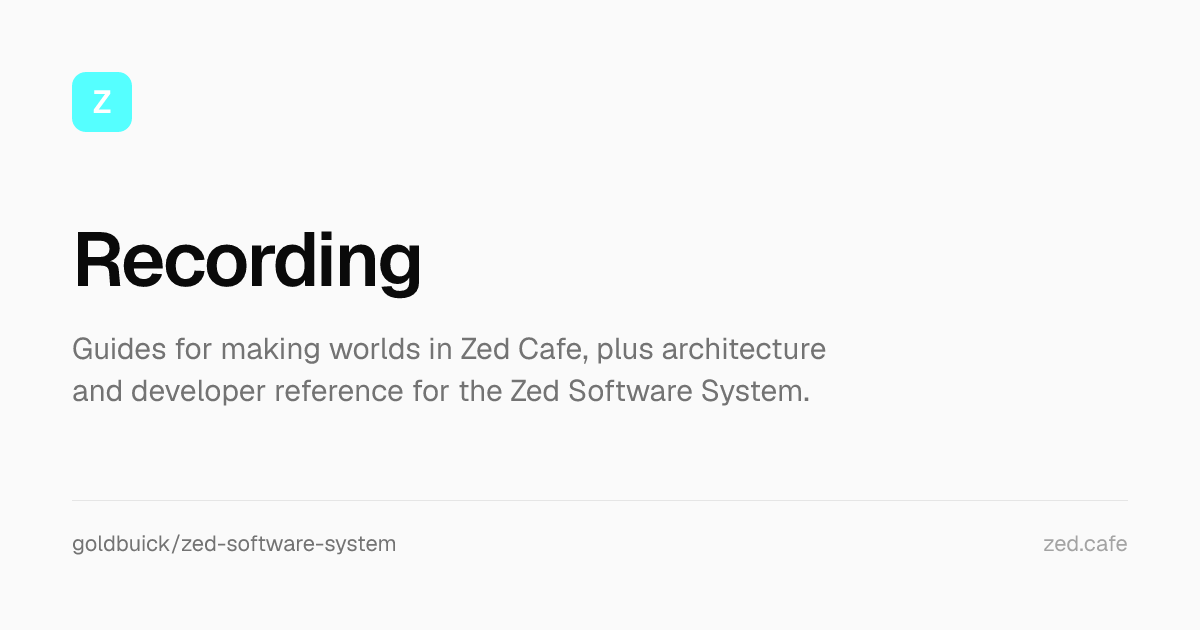 Z
Recording
Guides for making worlds in Zed Cafe, plus architecture
and developer reference for the Zed Software System.
goldbuick/zed-software-system
zed.cafe